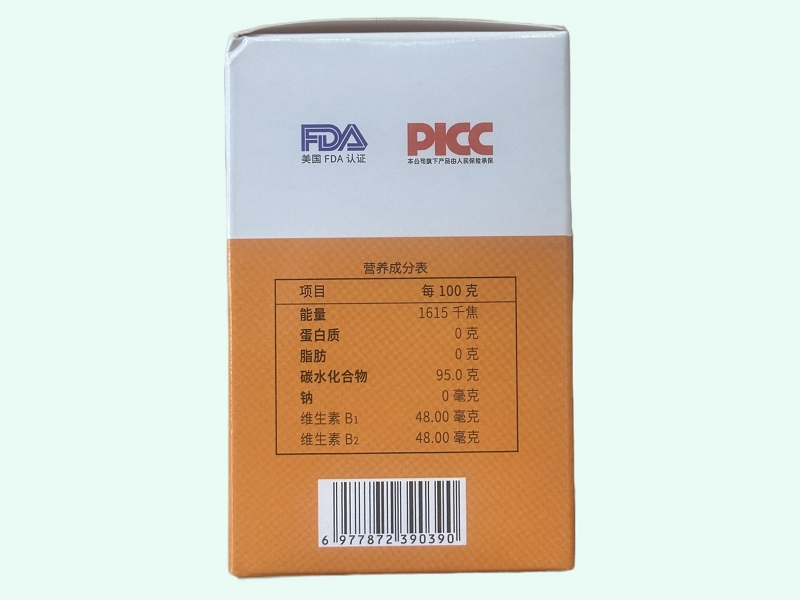 FDA
美国 FDA 认证
PICC
本公司旗下产品由人民保险承保
营养成分表
项目 每 100 克
能量 1615 千焦
蛋白质 0 克
脂肪 0 克
碳水化合物 95.0 克
钠 0 毫克
维生素 B1 48.00 毫克
维生素 B2 48.00 毫克
6 977872 390390